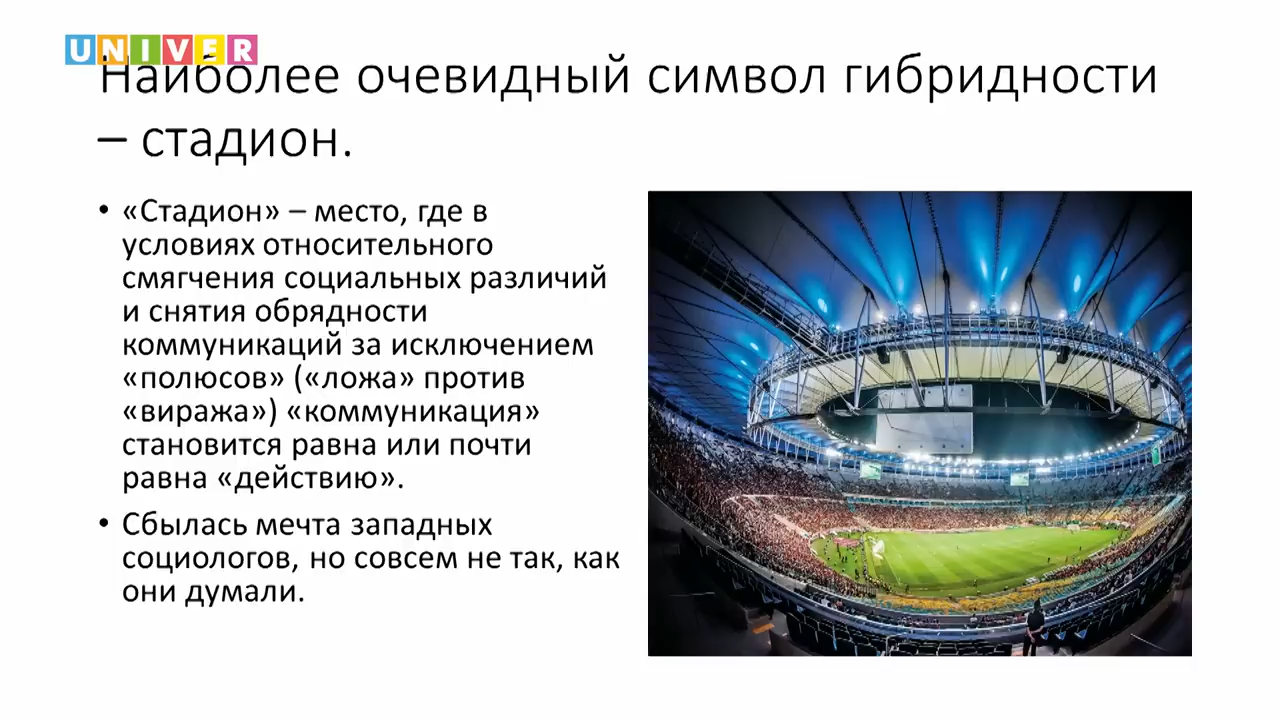 UNIVER
Наиболее очевидный символ гибридности
– стадион.
• «Стадион» – место, где в
условиях относительного
смягчения социальных различий
и снятия обрядности
коммуникаций за исключением
«полюсов» («ложа» против
«виража») «коммуникация»
становится равна или почти
равна «действию».
• Сбылась мечта западных
социологов, но совсем не так, как
они думали.